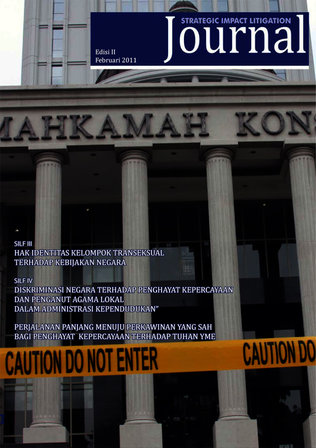 STRATEGIC IMPACT LITIGATION
Journal
Edisi II
Februari 2011
MAHKAMAH KONS
SILF III
HAK IDENTITAS KELOMPOK TRANSEKSUAL
TERHADAP KEBIJAKAN NEGARA
SILF IV
DISKRIMINASI NEGARA TERHADAP PENGHAYAT KEPERCAYAAN
DAN PENGANUT AGAMA LOKAL
DALAM ADMINISTRASI KEPENDUDUKAN"
PERJALANAN PANJANG MENUJU PERKAWINAN YANG SAH
BAGI PENGHAYAT KEPERCAYAAN TERHADAP TUHAN YME
CAUTION DO NOT ENTER CAUTION DO